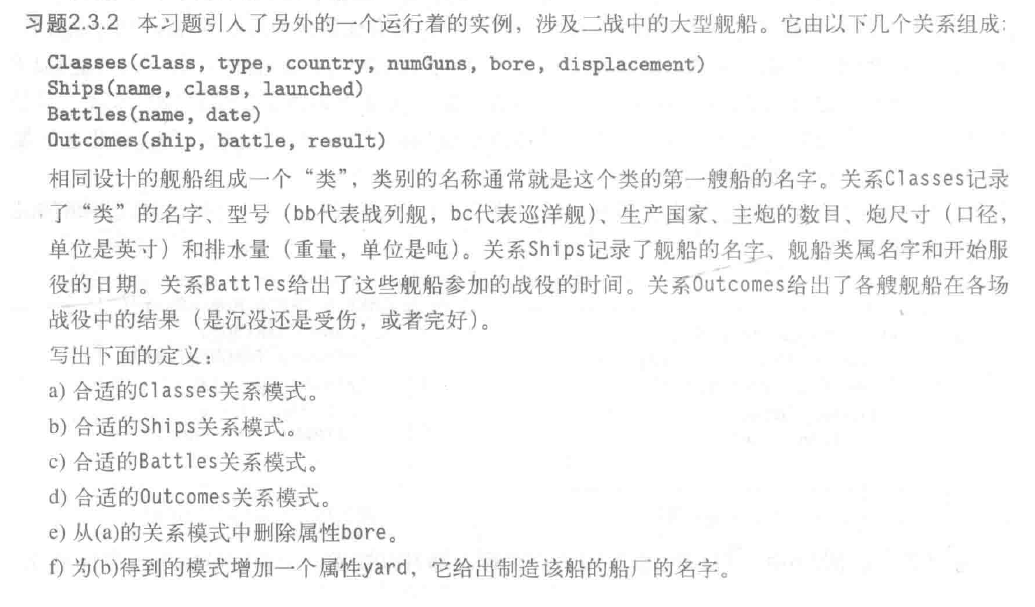 习题2.3.2 本习题引入了另外的一个运行着的实例，涉及二战中的大型舰船。它由以下几个关系组成：
Classes(class, type, country, numGuns, bore, displacement)
Ships(name, class, launched)
Battles(name, date)
Outcomes(ship, battle, result)
相同设计的舰船组成一个“类”，类别的名称通常就是这个类的第一艘船的名字。关系Classes记录
了“类”的名字、型号（bb代表战列舰，bc代表巡洋舰）、生产国家、主炮的数目、炮尺寸（口径，
单位是英寸）和排水量（重量，单位是吨）。关系Ships记录了舰船的名字、舰船类属名字和开始服
役的日期。关系Battles给出了这些舰船参加的战役的时间。关系Outcomes给出了各艘舰船在各场
战役中的结果（是沉没还是受伤，或者完好）。
写出下面的定义：
a) 合适的Classes关系模式。
b) 合适的Ships关系模式。
c) 合适的Battles关系模式。
d) 合适的Outcomes关系模式。
e) 从(a)的关系模式中删除属性bore。
f) 为(b)得到的模式增加一个属性yard，它给出制造该船的船厂的名字。